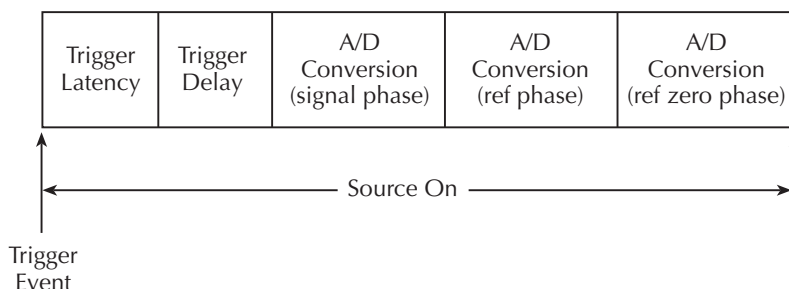 Trigger
Latency
Trigger
Delay
A/D
Conversion
(signal phase)
A/D
Conversion
(ref phase)
A/D
Conversion
(ref zero phase)
Source On
Trigger
Event